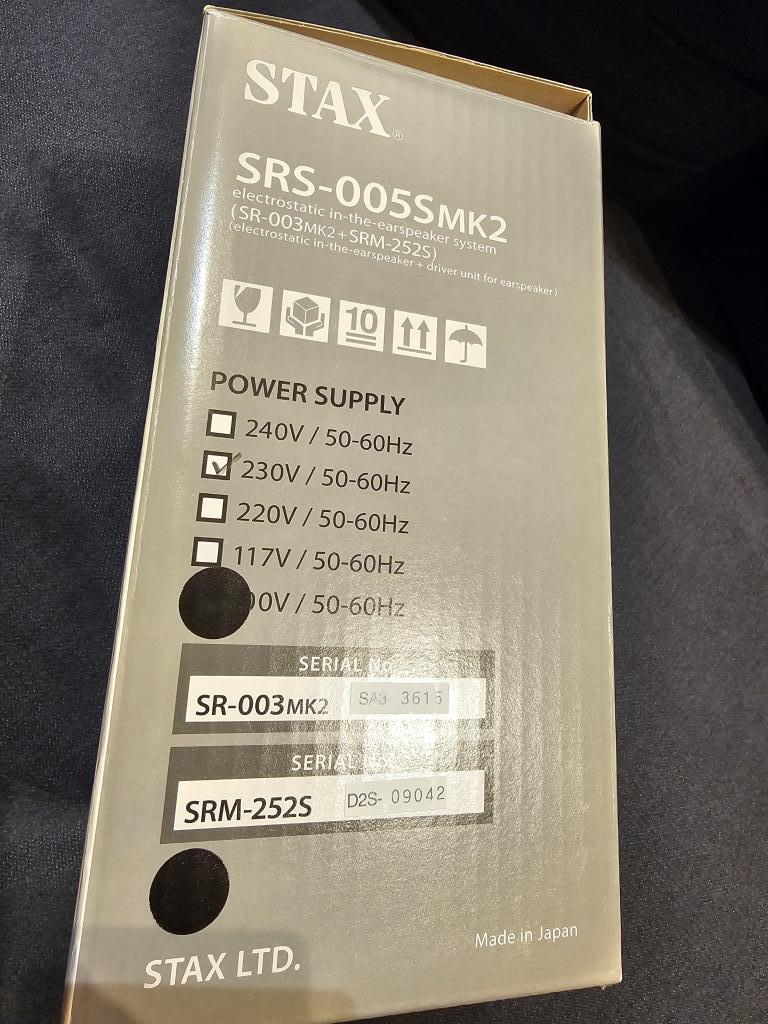 STAX®
SRS-005SMK2
electrostatic in-the-earspeaker system
(SR-003MK2+SRM-252S)
(electrostatic in-the-earspeaker + driver unit for earspeaker)
10
POWER SUPPLY
240V / 50-60Hz
230V / 50-60Hz
220V / 50-60Hz
117V / 50-60Hz
00V / 50-60Hz
SERIAL No.
SR-003MK2 SA3- 3615
SERIAL
SRM-252S D2S- 09042
Made in Japan
STAX LTD.